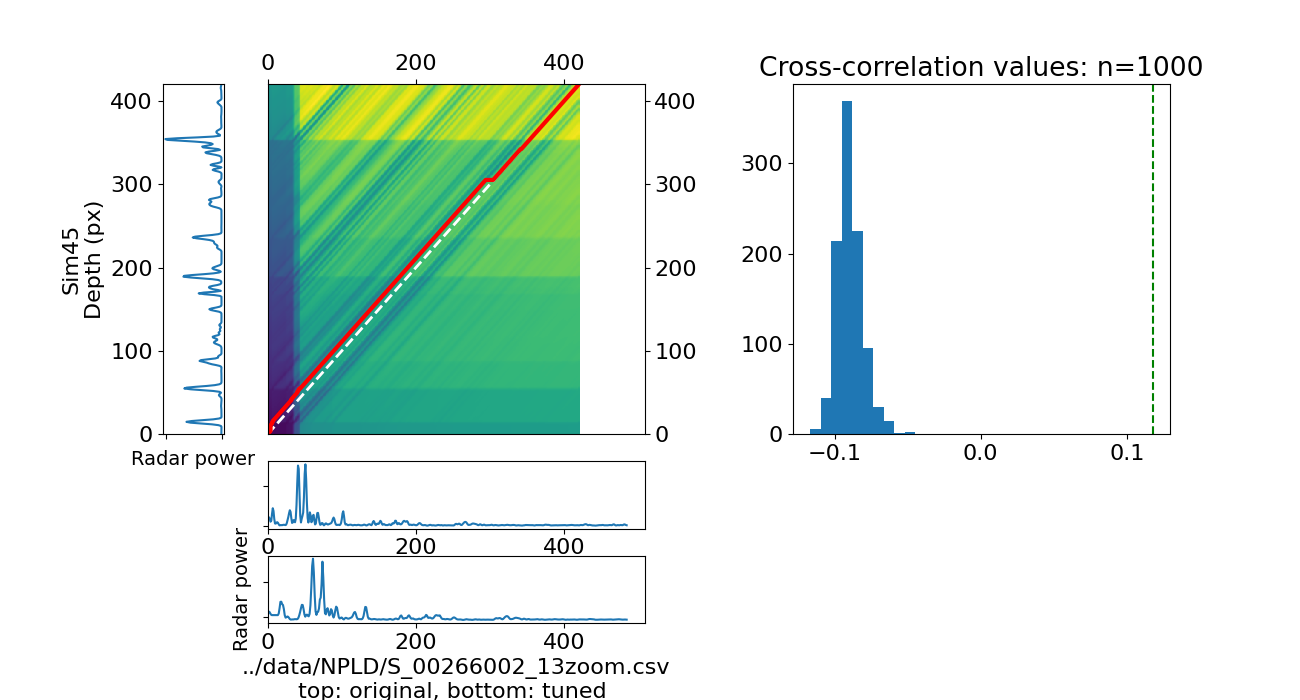 Cross-correlation values: n=1000
0 200 400
400 300 200 100 0
Sim45
Depth (px)
400 300 200 100 0
300 200 100 0
−0.1 0.0 0.1
Radar power
0 200 400
Radar power
0 200 400
../data/NPLD/S_00266002_13zoom.csv
top: original, bottom: tuned